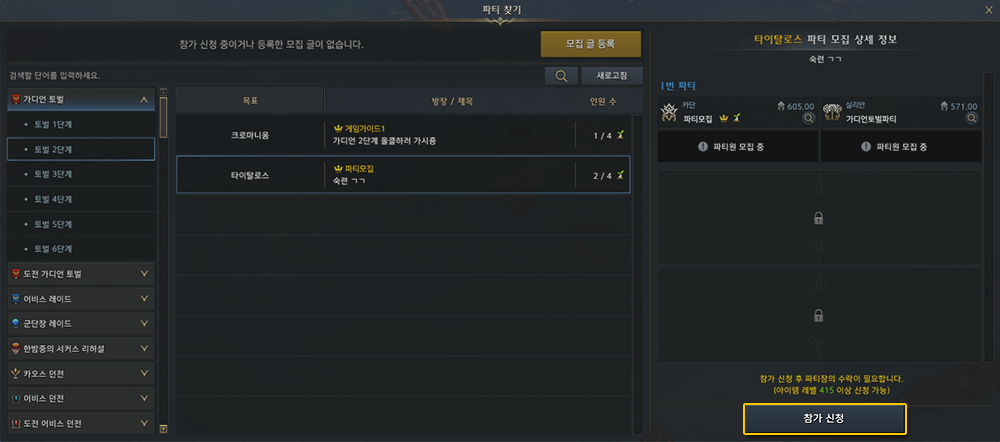 파티 찾기
X
참가 신청 중이거나 등록한 모집 글이 없습니다.
모집 글 등록
검색할 단어를 입력하세요.
새로고침
가디언 토벌
토벌 1단계
토벌 2단계
토벌 3단계
토벌 4단계
토벌 5단계
토벌 6단계
도전 가디언 토벌
어비스 레이드
군단장 레이드
한밤중의 서커스 리허설
카오스 던전
어비스 던전
도전 어비스 던전
목표
방장 / 제목
인원 수
크로마니움
게임가이드1
가디언 2단계 올클하러 가시죵
1 / 4
타이탈로스
파티모집
숙련 ㄱㄱ
2 / 4
타이탈로스 파티 모집 상세 정보
숙련 ㄱㄱ
1번 파티
카단
605.00
파티모집
실리안
571.00
가디언토벌파티
파티원 모집 중
파티원 모집 중
참가 신청 후 파티장의 수락이 필요합니다.
(아이템 레벨 415 이상 신청 가능)
참가 신청